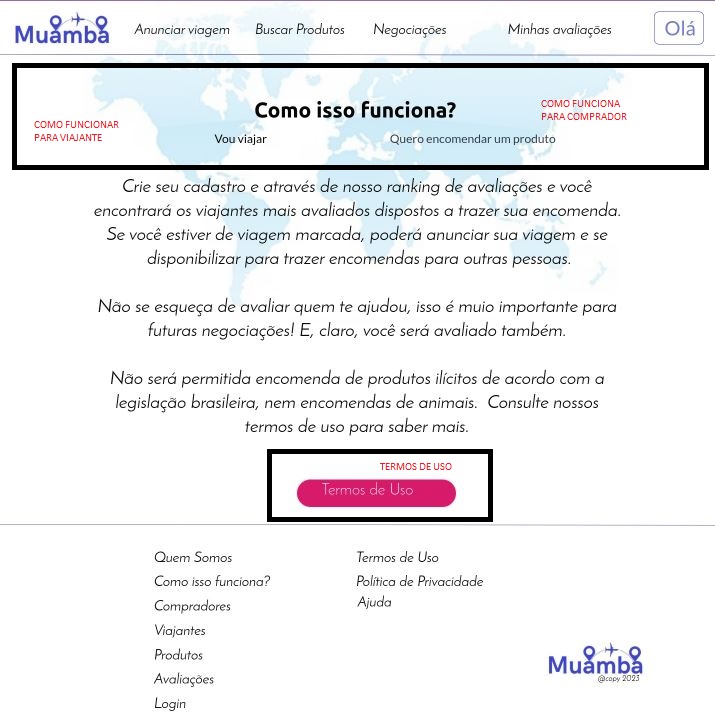 Muamba
Anunciar viagem
Buscar Produtos
Negociações
Minhas avaliações
Olá
Como isso funciona?
COMO FUNCIONAR
PARA VIAJANTE
COMO FUNCIONA
PARA COMPRADOR
Vou viajar
Quero encomendar um produto
Crie seu cadastro e através de nosso ranking de avaliações e você
encontrará os viajantes mais avaliados dispostos a trazer sua encomenda.
Se você estiver de viagem marcada, poderá anunciar sua viagem e se
disponibilizar para trazer encomendas para outras pessoas.
Não se esqueça de avaliar quem te ajudou, isso é muio importante para
futuras negociações! E, claro, você será avaliado também.
Não será permitida encomenda de produtos ilícitos de acordo com a
legislação brasileira, nem encomendas de animais. Consulte nossos
termos de uso para saber mais.
TERMOS DE USO
Termos de Uso
Quem Somos
Como isso funciona?
Compradores
Viajantes
Produtos
Avaliações
Login
Termos de Uso
Política de Privacidade
Ajuda
Muamba
@copy 2023